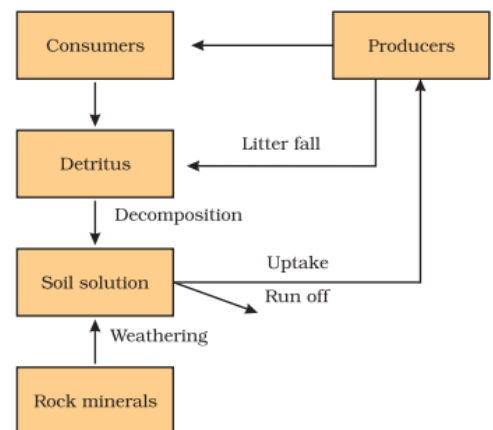 Consumers
Producers
Litter fall
Detritus
Decomposition
Uptake
Soil solution
Run off
Weathering
Rock minerals